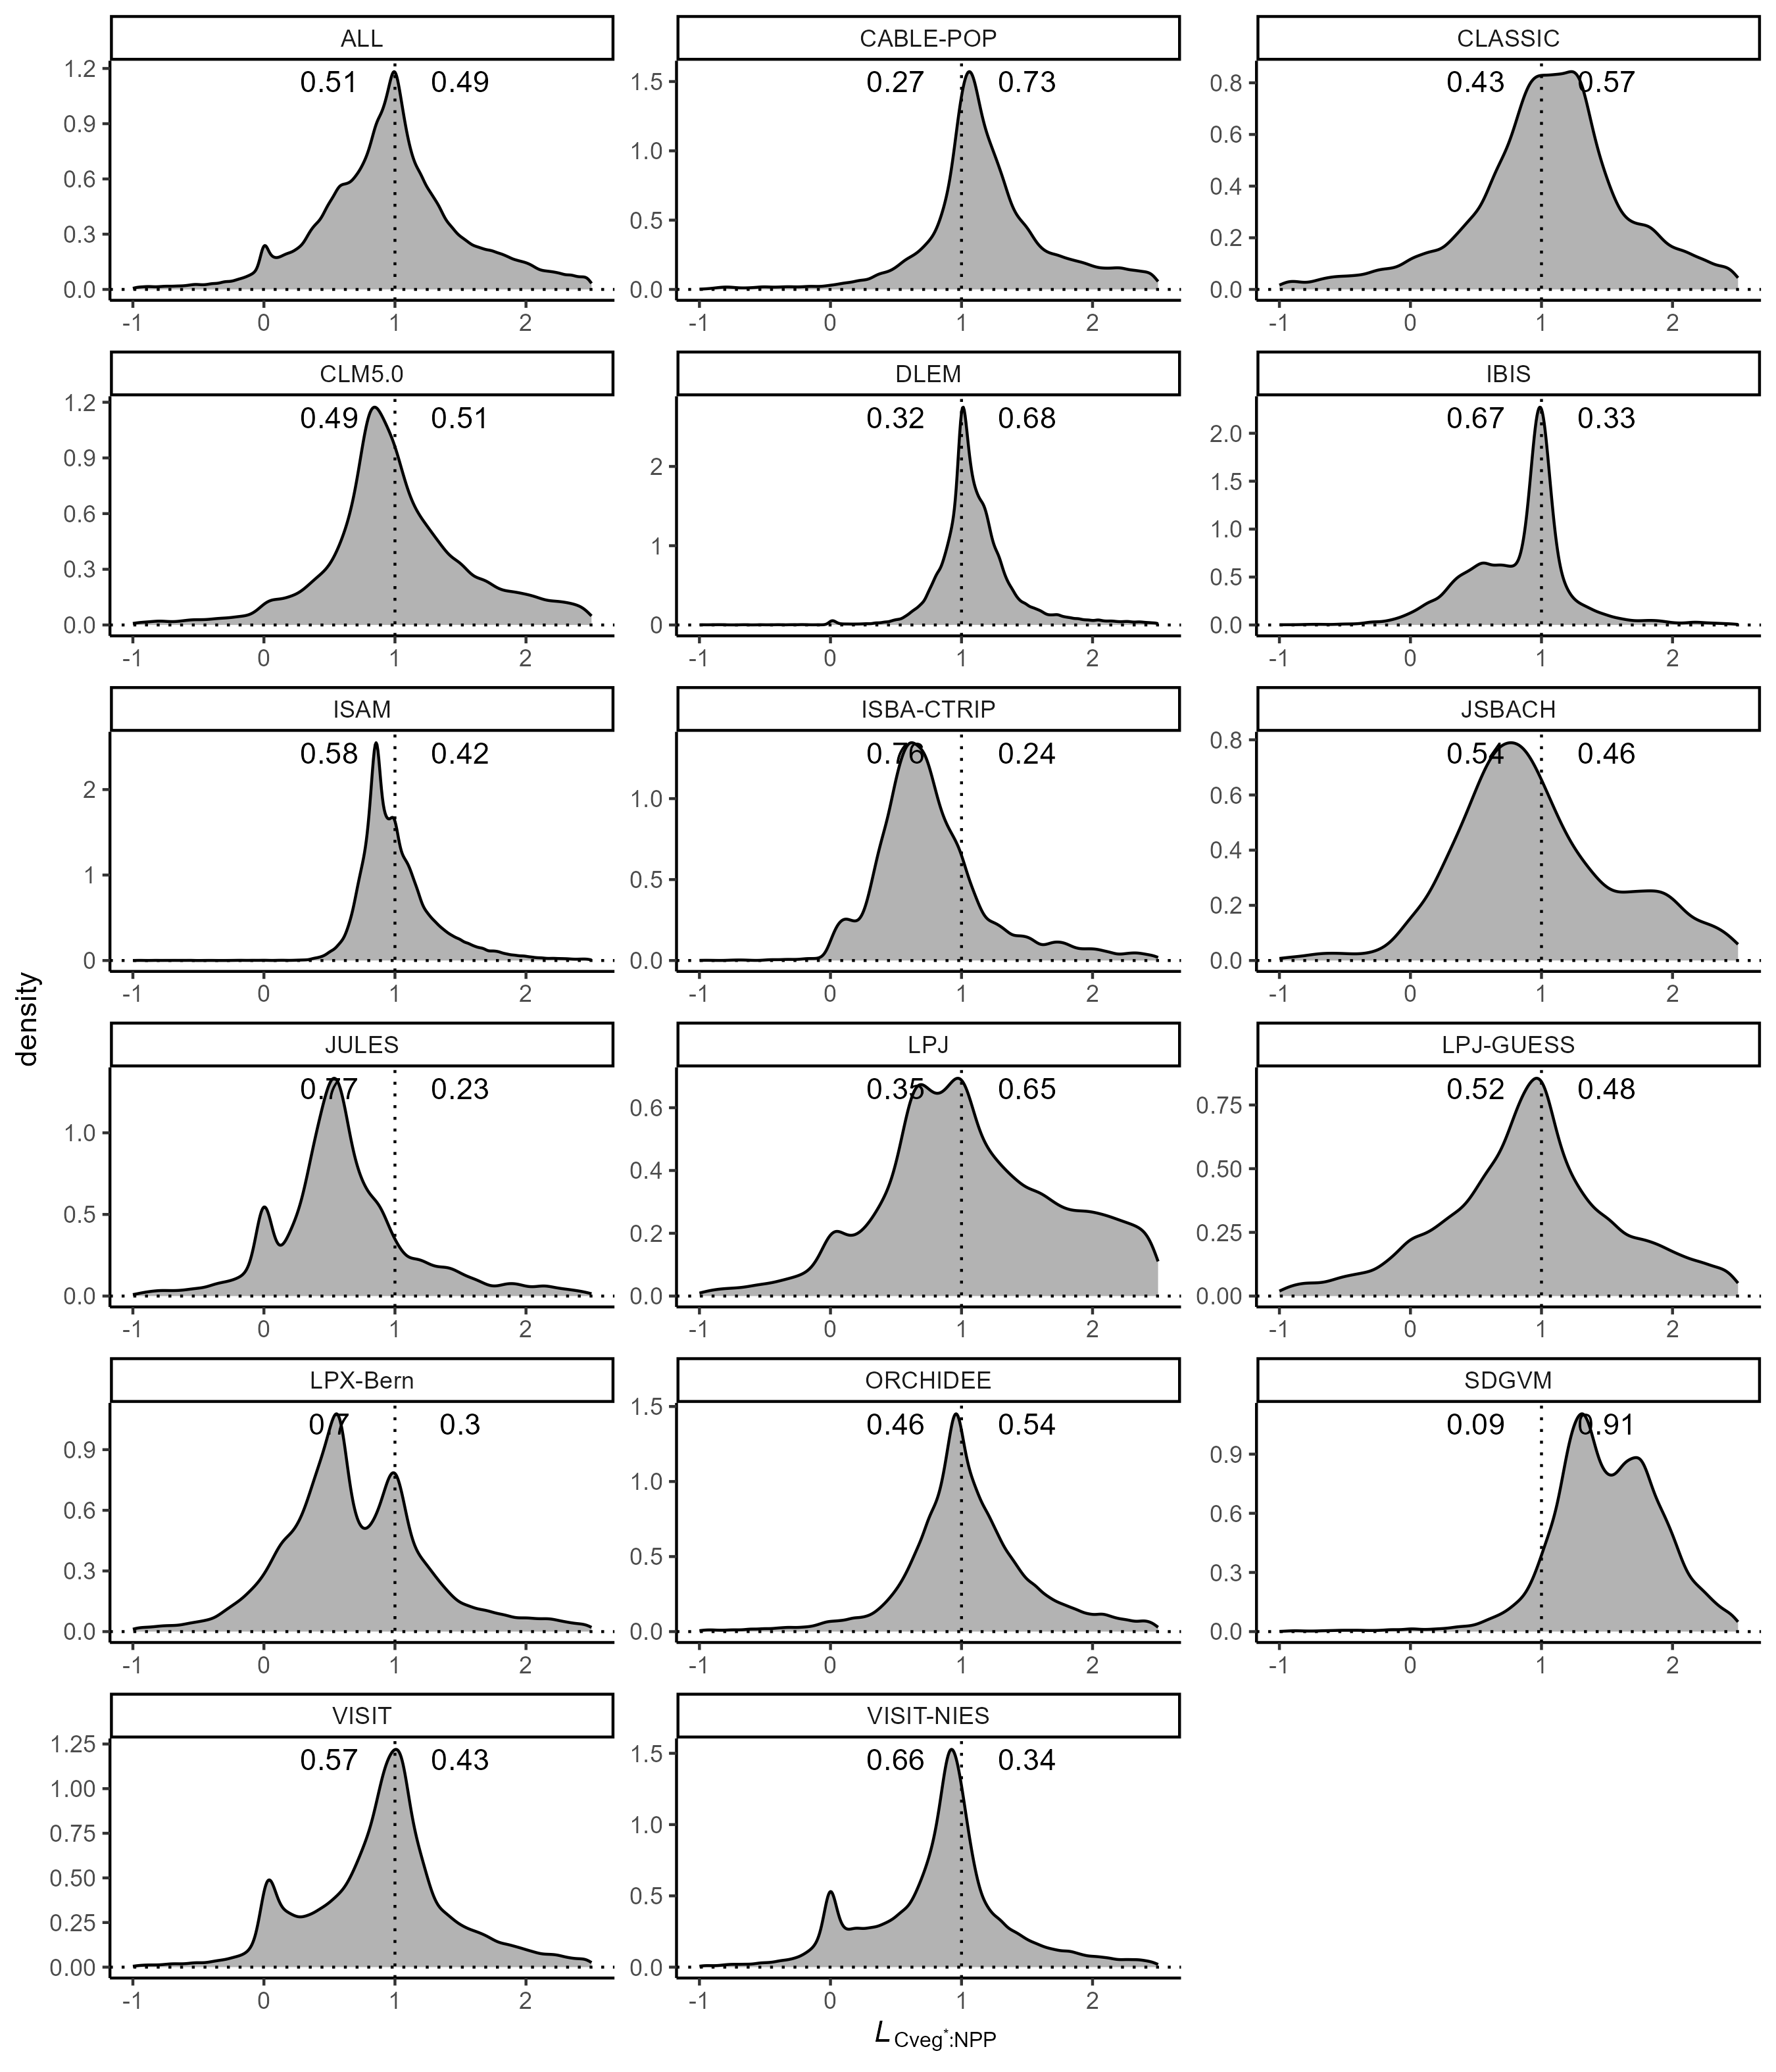 ALL CABLE-POP CLASSIC
0.51 0.49 0.27 0.73 0.43 0.57
1.2 0.9 0.6 0.3 0.0
1.5 1.0 0.5 0.0
0.8 0.6 0.4 0.2 0.0
-1 0 1 2 -1 0 1 2 -1 0 1 2
CLM5.0 DLEM IBIS
0.49 0.51 0.32 0.68 0.67 0.33
1.2 0.9 0.6 0.3 0.0
2 1 0
2.0 1.5 1.0 0.5 0.0
-1 0 1 2 -1 0 1 2 -1 0 1 2
ISAM ISBA-CTRIP JSBACH
0.58 0.42 0.76 0.24 0.54 0.46
2 1 0
1.0 0.5 0.0
0.8 0.6 0.4 0.2 0.0
-1 0 1 2 -1 0 1 2 -1 0 1 2
density
JULES LPJ LPJ-GUESS
0.77 0.23 0.35 0.65 0.52 0.48
1.0 0.5 0.0
0.6 0.4 0.2 0.0
0.75 0.50 0.25 0.00
-1 0 1 2 -1 0 1 2 -1 0 1 2
LPX-Bern ORCHIDEE SDGVM
0.7 0.3 0.46 0.54 0.09 0.91
0.9 0.6 0.3 0.0
1.5 1.0 0.5 0.0
0.9 0.6 0.3 0.0
-1 0 1 2 -1 0 1 2 -1 0 1 2
VISIT VISIT-NIES
0.57 0.43 0.66 0.34
1.25 1.00 0.75 0.50 0.25 0.00
1.5 1.0 0.5 0.0
-1 0 1 2 -1 0 1 2
L Cveg*:NPP